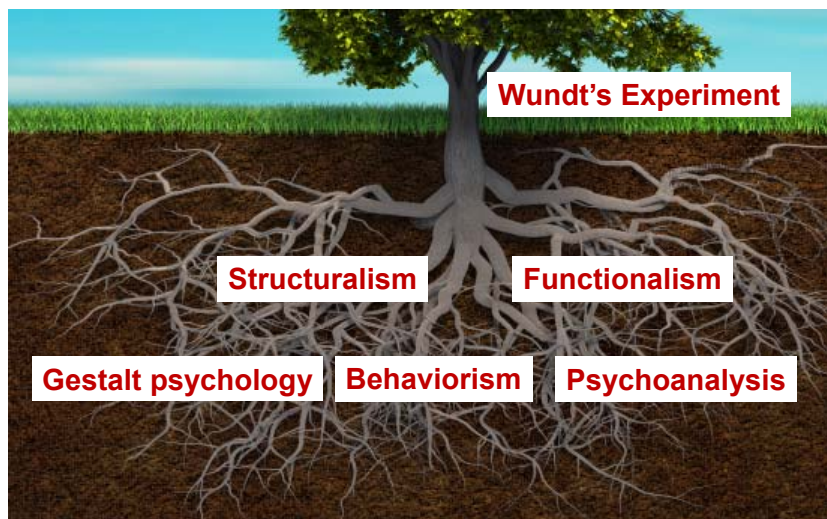 Wundt’s Experiment
Structuralism
Functionalism
Gestalt psychology
Behaviorism
Psychoanalysis